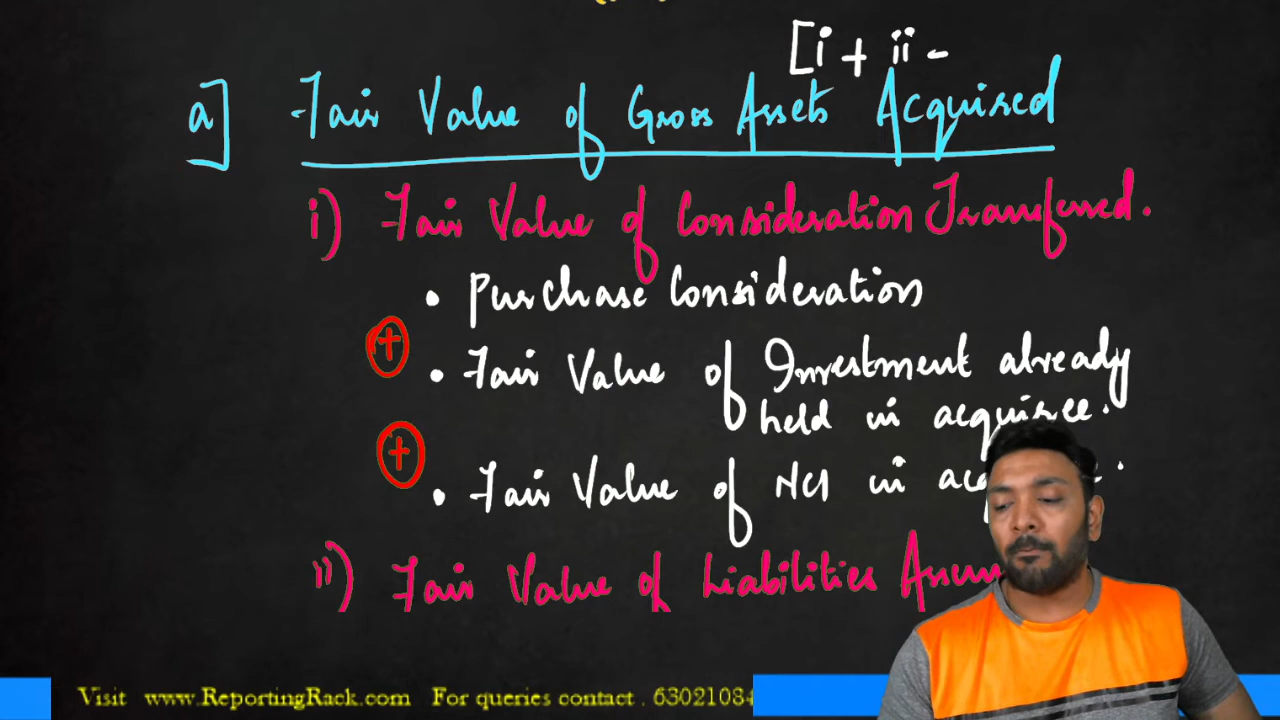 [i + ii -
a] Fair Value of Gross Assets Acquired
i) Fair Value of Consideration Transferred.
• Purchase Consideration
+ • Fair Value of Investment already
held in acquiree.
+ • Fair Value of NCI in
ii) Fair Value of Liabilities
Visit www.ReportingRack.com For queries contact . 6302108